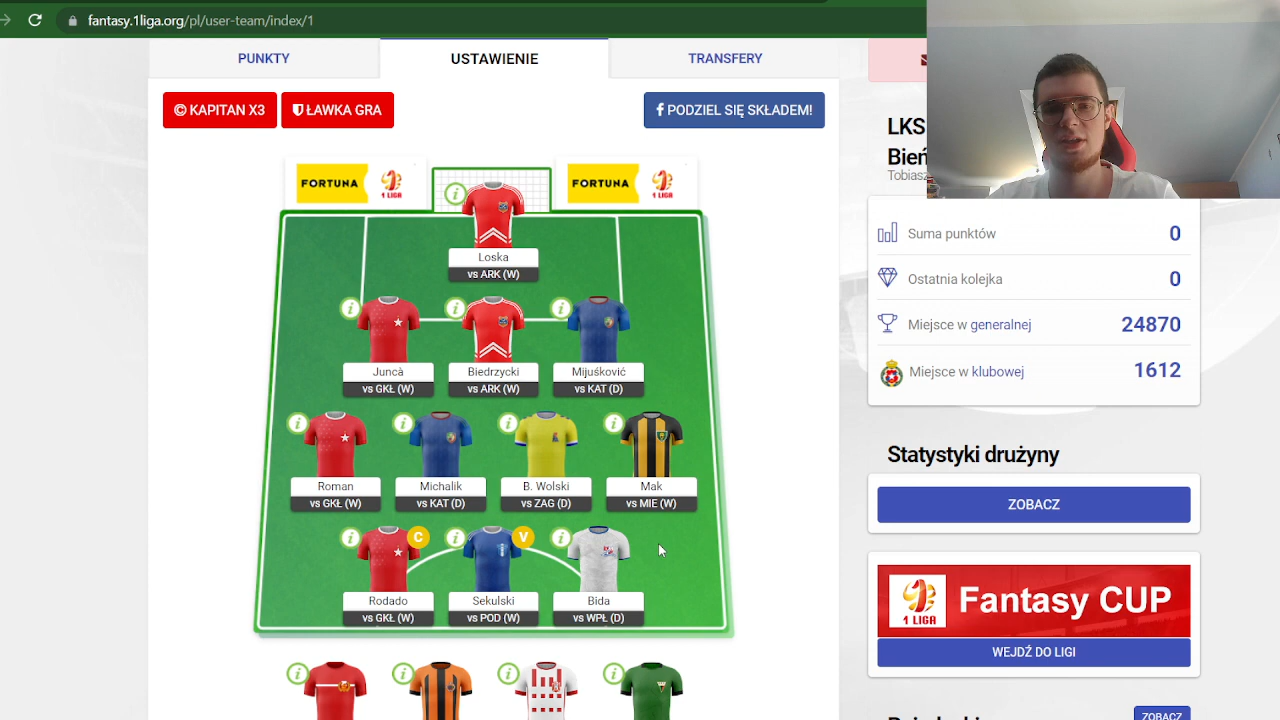 fantasy.1liga.org/pl/user-team/index/1
PUNKTY
USTAWIENIE
TRANSFERY
KAPITAN X3
ŁAWKA GRA
PODZIEL SIĘ SKŁADEM!
FORTUNA
1 LIGA
FORTUNA
1 LIGA
Loska
vs ARK (W)
Juncà
vs GKŁ (W)
Biedrzycki
vs ARK (W)
Mijušković
vs KAT (D)
Roman
vs GKŁ (W)
Michalik
vs KAT (D)
B. Wolski
vs ZAG (D)
Mak
vs MIE (W)
C
V
Rodado
vs GKŁ (W)
Sekulski
vs POD (W)
Bida
vs WPŁ (D)
LKS
Bień
Tobiasz
Suma punktów 0
Ostatnia kolejka 0
Miejsce w generalnej 24870
Miejsce w klubowej 1612
Statystyki drużyny
ZOBACZ
1 LIGA
Fantasy CUP
WEJDŹ DO LIGI
ZOBACZ